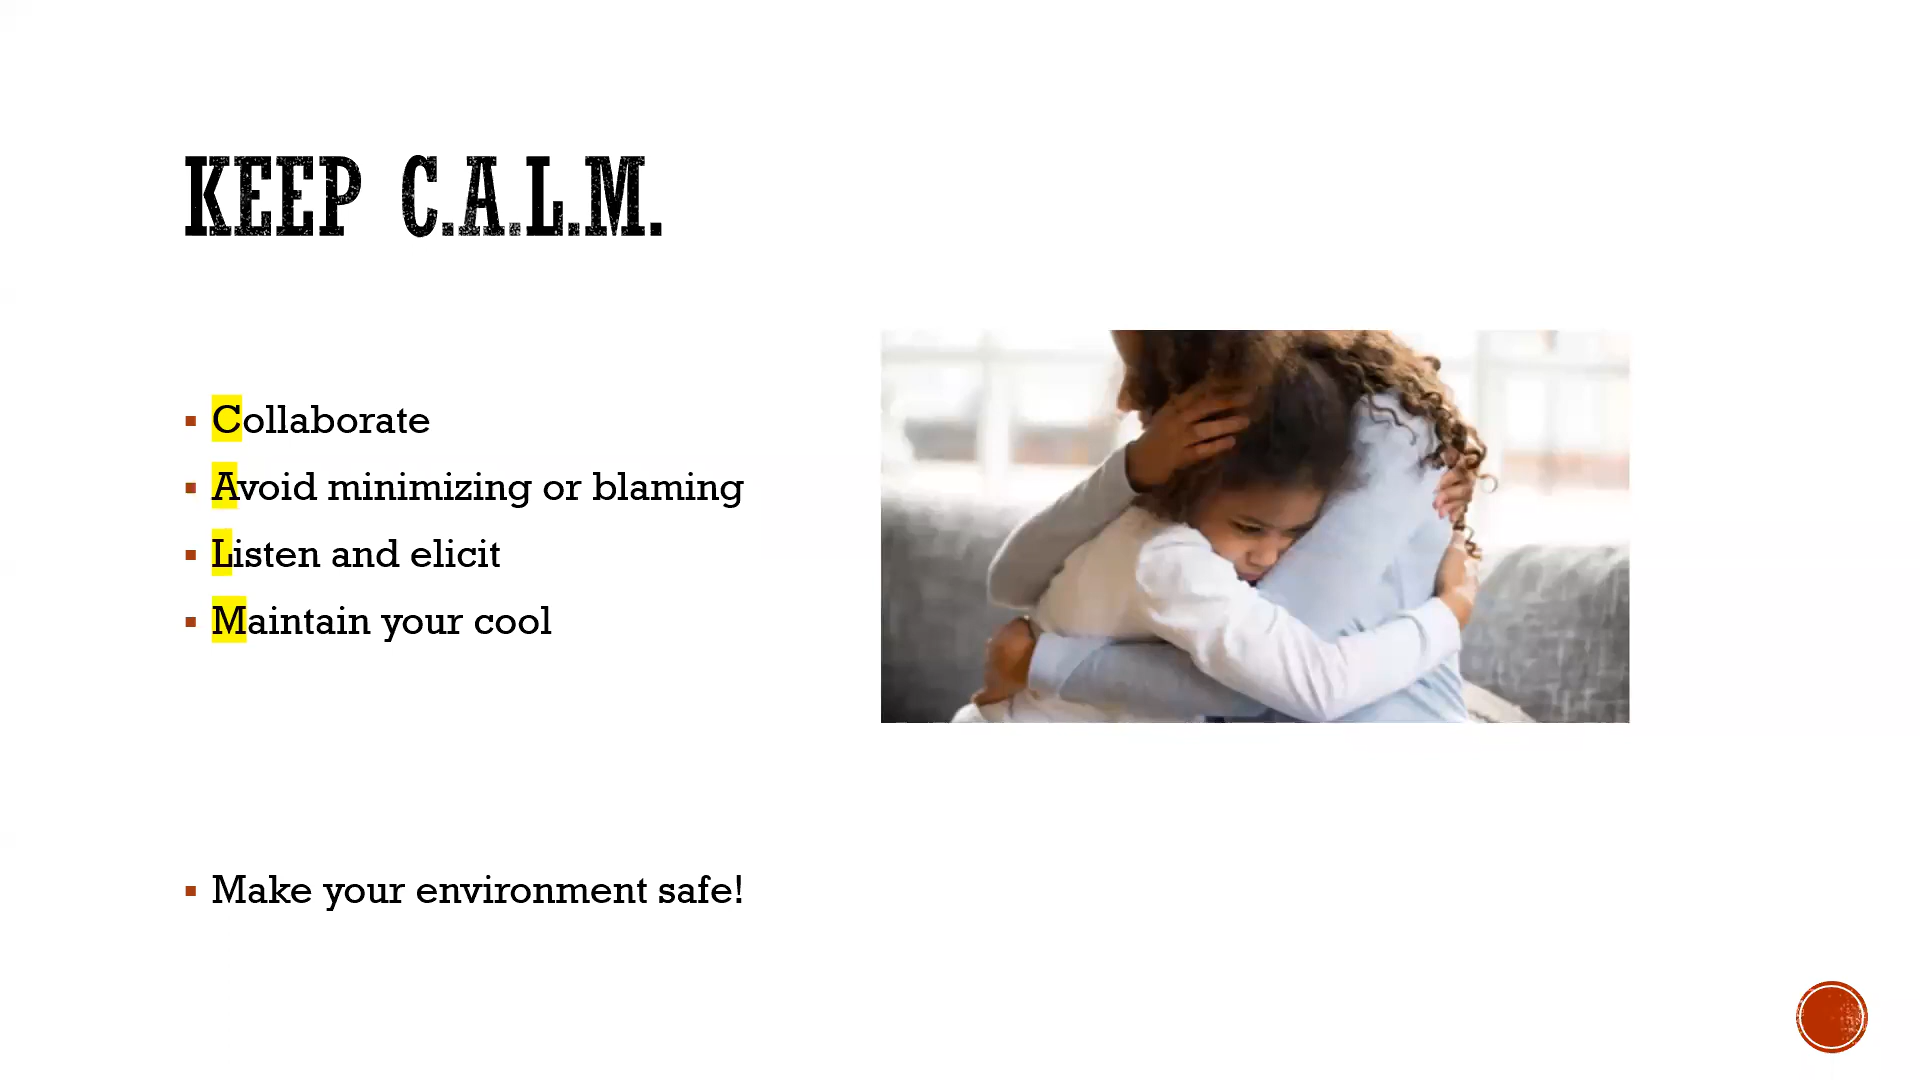 KEEP C.A.L.M.
Collaborate
Avoid minimizing or blaming
Listen and elicit
Maintain your cool
Make your environment safe!